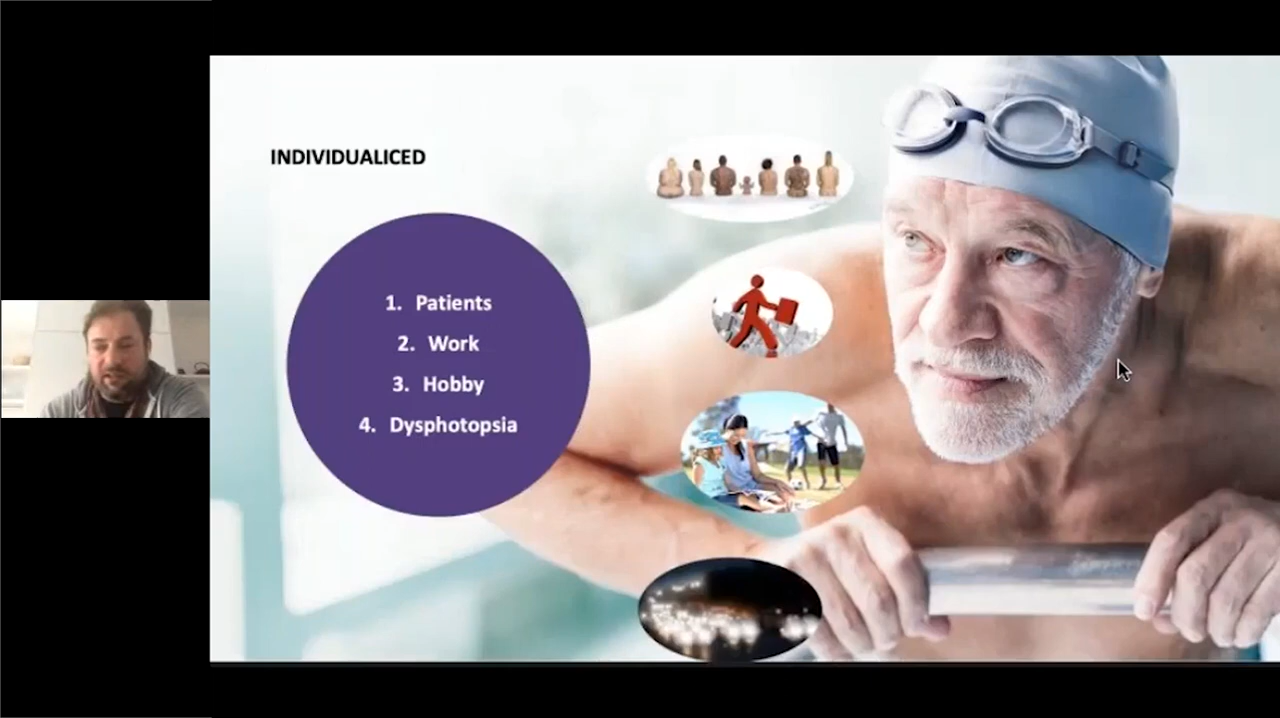 INDIVIDUALICED
1. Patients
2. Work
3. Hobby
4. Dysphotopsia